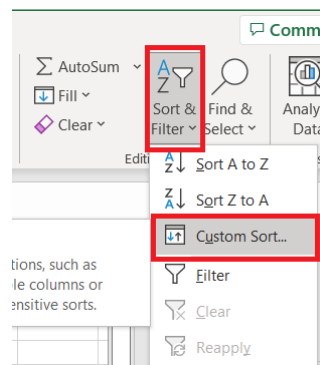 Comm
AutoSum
Fill
Clear
Sort &
Filter
Find &
Select
Analy
Data
Editi
Sort A to Z
Sort Z to A
Custom Sort...
Filter
Clear
Reapply
tions, such as
le columns or
ensitive sorts.